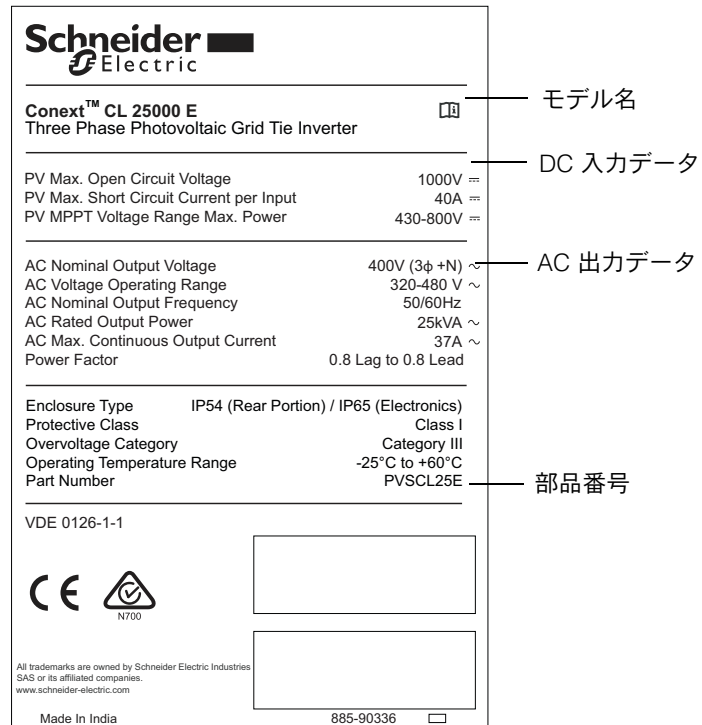 Schneider
Electric
Conext™ CL 25000 E
Three Phase Photovoltaic Grid Tie Inverter
モデル名
DC 入力データ
PV Max. Open Circuit Voltage 1000V ⎓
PV Max. Short Circuit Current per Input 40A ⎓
PV MPPT Voltage Range Max. Power 430-800V ⎓
AC Nominal Output Voltage 400V (3ϕ +N) ~
AC 出力データ
AC Voltage Operating Range 320-480 V ~
AC Nominal Output Frequency 50/60Hz
AC Rated Output Power 25kVA ~
AC Max. Continuous Output Current 37A ~
Power Factor 0.8 Lag to 0.8 Lead
Enclosure Type IP54 (Rear Portion) / IP65 (Electronics)
Protective Class Class I
Overvoltage Category Category III
Operating Temperature Range -25°C to +60°C
Part Number PVSCL25E
部品番号
VDE 0126-1-1
CE
N700
All trademarks are owned by Schneider Electric Industries
SAS or its affiliated companies.
www.schneider-electric.com
Made In India 885-90336